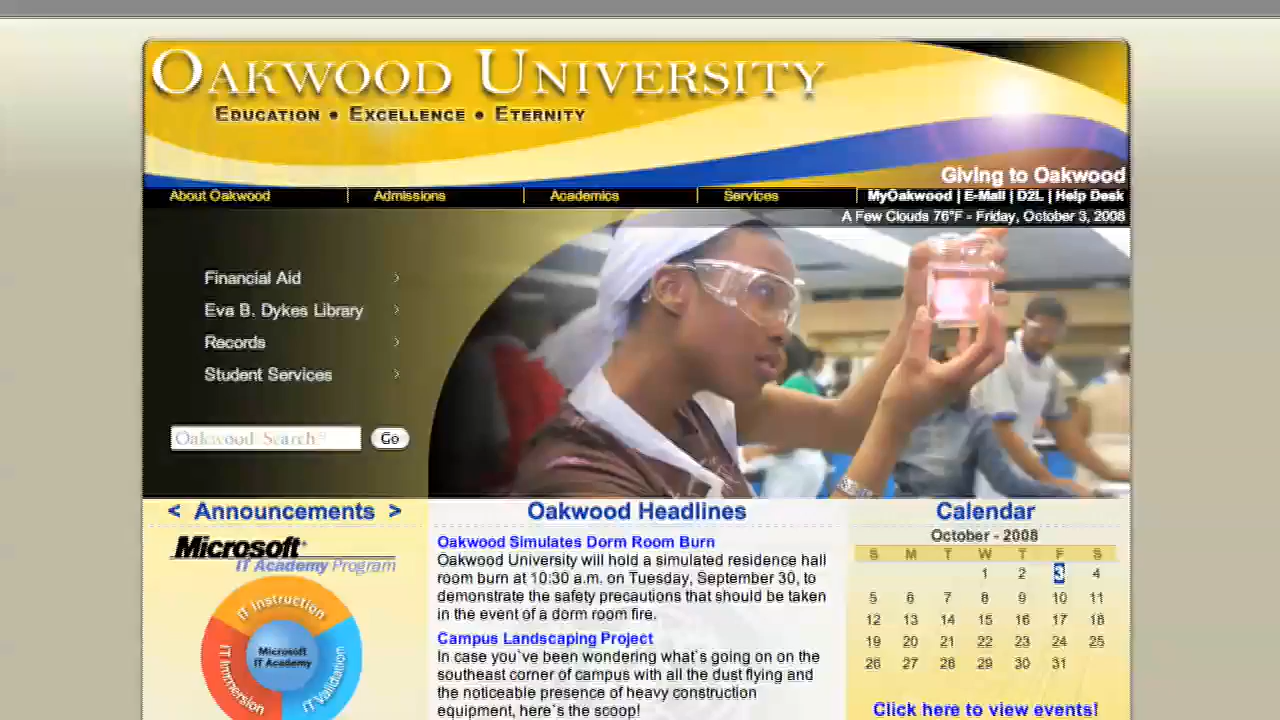 OAKWOOD UNIVERSITY
EDUCATION • EXCELLENCE • ETERNITY
Giving to Oakwood
About Oakwood
Admissions
Academics
Services
MyOakwood | E-Mail | D2L | Help Desk
A Few Clouds 76°F - Friday, October 3, 2008
Financial Aid
Eva B. Dykes Library
Records
Student Services
Oakwood Search
Go
< Announcements >
Microsoft
IT Academy Program
IT Instruction
IT Immersion
IT Validation
Microsoft
IT Academy
Oakwood Headlines
Oakwood Simulates Dorm Room Burn
Oakwood University will hold a simulated residence hall
room burn at 10:30 a.m. on Tuesday, September 30, to
demonstrate the safety precautions that should be taken
in the event of a dorm room fire.
Campus Landscaping Project
In case you`ve been wondering what`s going on on the
southeast corner of campus with all the dust flying and
the noticeable presence of heavy construction
equipment, here`s the scoop!
Calendar
October - 2008
S M T W T F S
1 2 3 4
5 6 7 8 9 10 11
12 13 14 15 16 17 18
19 20 21 22 23 24 25
26 27 28 29 30 31
Click here to view events!